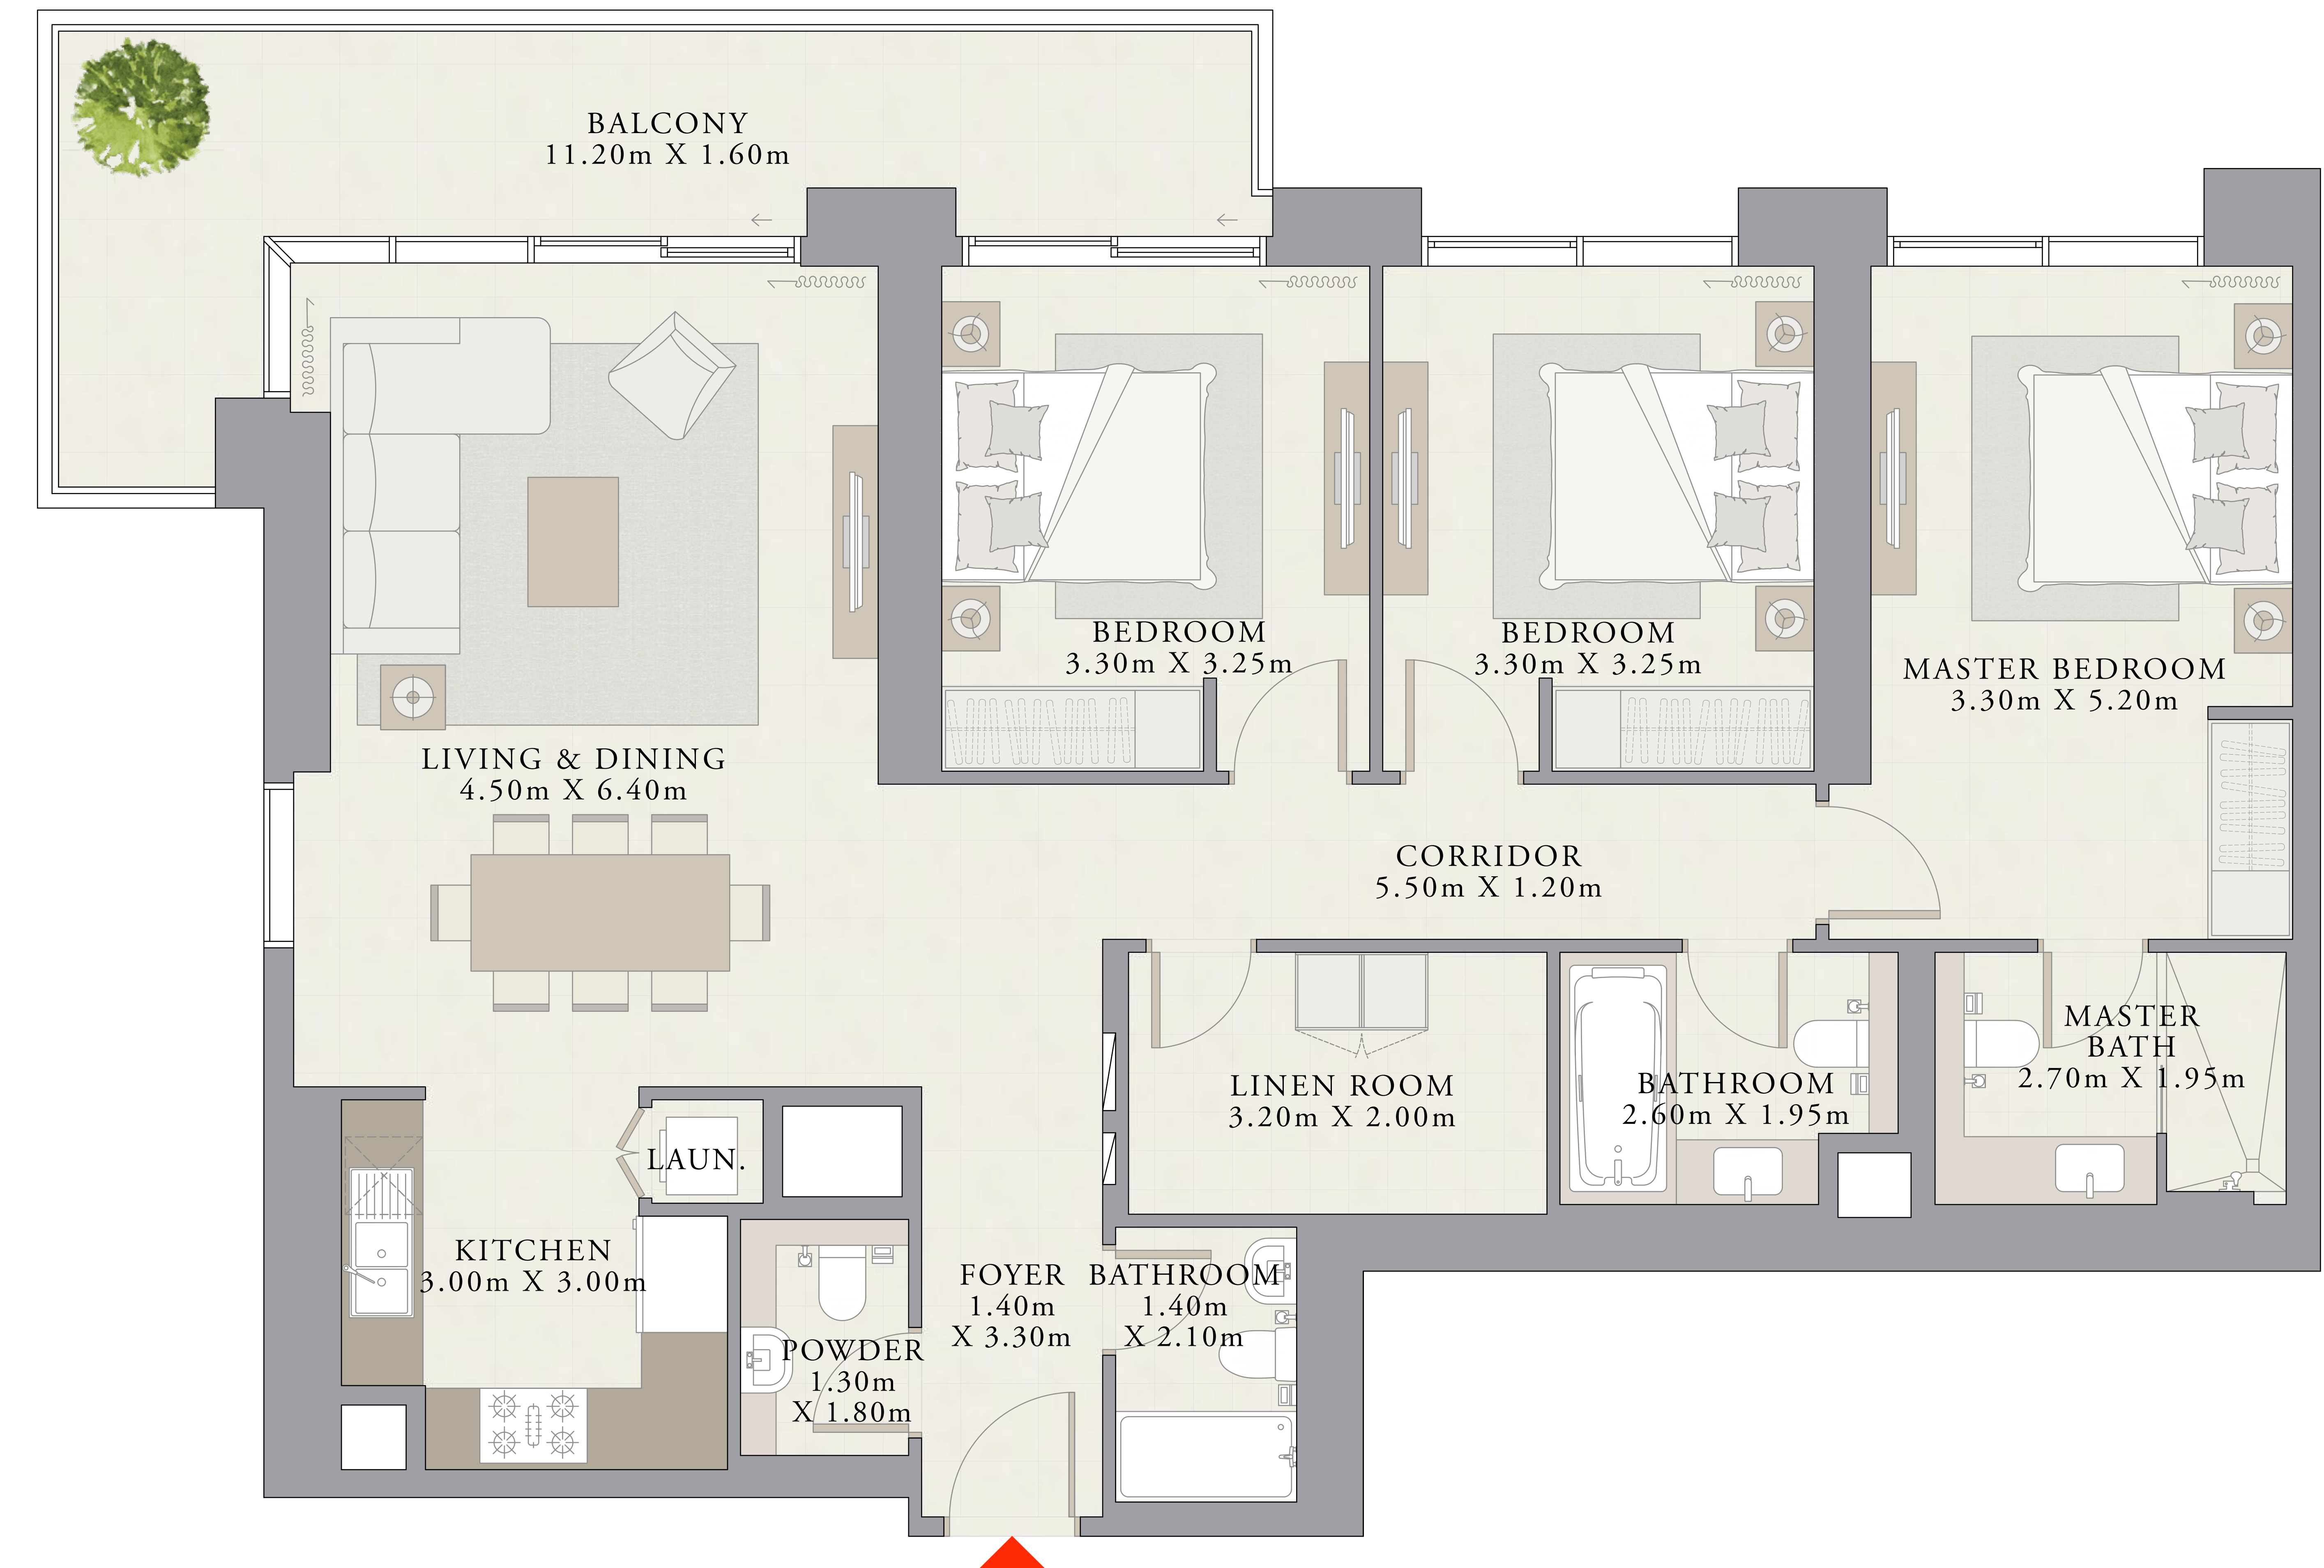 BALCONY
11.20m X 1.60m
BEDROOM
3.30m X 3.25m
BEDROOM
3.30m X 3.25m
MASTER BEDROOM
3.30m X 5.20m
LIVING & DINING
4.50m X 6.40m
CORRIDOR
5.50m X 1.20m
MASTER
BATH
2.70m X 1.95m
LINEN ROOM
3.20m X 2.00m
BATHROOM
2.60m X 1.95m
LAUN.
KITCHEN
3.00m X 3.00m
FOYER
1.40m
X 3.30m
BATHROOM
1.40m
X 2.10m
POWDER
1.30m
X 1.80m